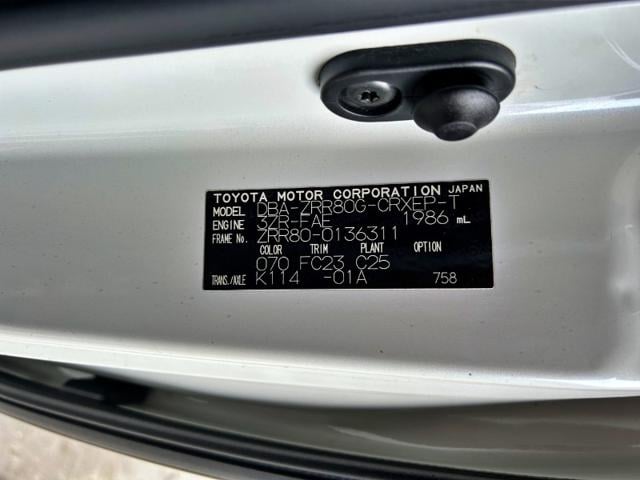 TOYOTA MOTOR CORPORATION JAPAN
MODEL DBA-ZRR80G-CRXEP-T
ENGINE 3ZR-FAE 1986 mL
FRAME No. ZRR80-0136311
COLOR TRIM PLANT OPTION
070 FC23 C25
TRANS./AXLE K114 -01A 758